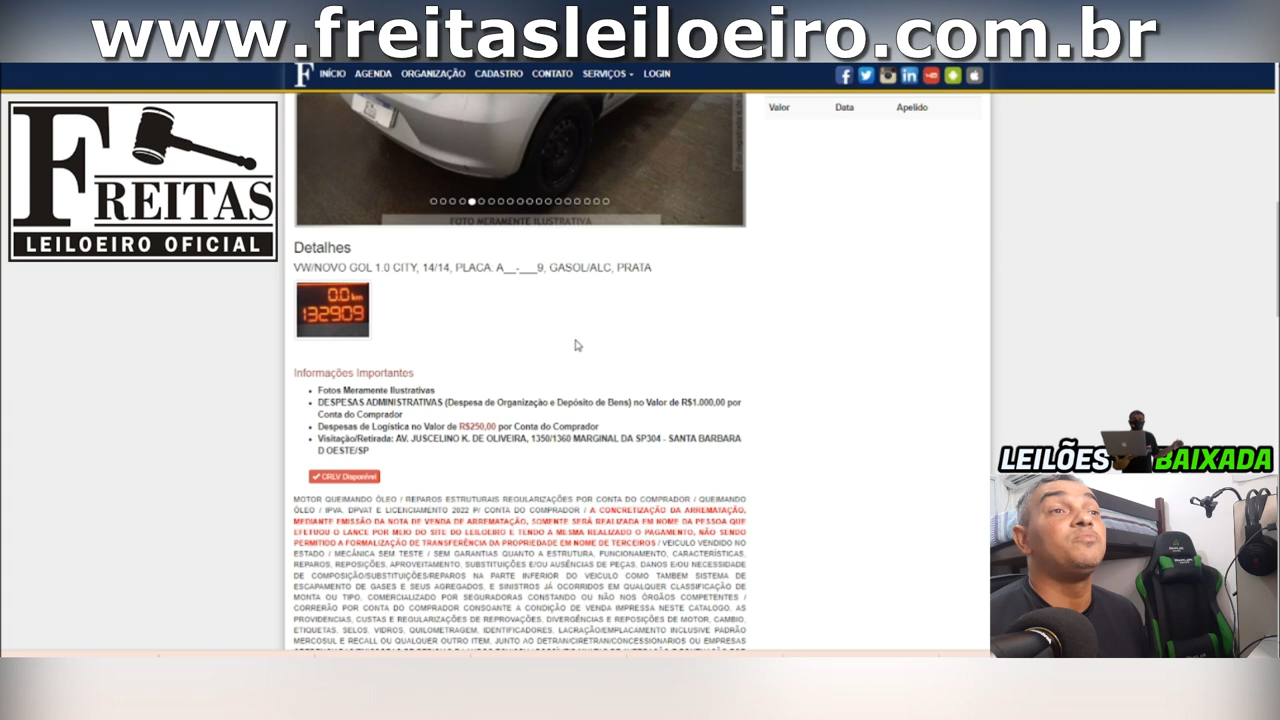 www.freitasleiloeiro.com.br
F INÍCIO AGENDA ORGANIZAÇÃO CADASTRO CONTATO SERVIÇOS LOGIN
FREITAS
LEILOEIRO OFICIAL
Valor Data Apelido
FOTO MERAMENTE ILUSTRATIVA
Detalhes
VW/NOVO GOL 1.0 CITY, 14/14, PLACA: A__-___9, GASOL/ALC, PRATA
0.0 km
132909
Informações Importantes
Fotos Meramente Ilustrativas
DESPESAS ADMINISTRATIVAS (Despesa de Organização e Depósito de Bens) no Valor de R$1.000,00 por
Conta do Comprador
Despesas de Logística no Valor de R$250,00 por Conta do Comprador
Visitação/Retirada: AV. JUSCELINO K. DE OLIVEIRA, 1350/1360 MARGINAL DA SP304 - SANTA BARBARA
D OESTE/SP
CRLV Disponível
MOTOR QUEIMANDO ÓLEO / REPAROS ESTRUTURAIS REGULARIZAÇÕES POR CONTA DO COMPRADOR / QUEIMANDO
ÓLEO / IPVA, DPVAT E LICENCIAMENTO 2022 P/ CONTA DO COMPRADOR / A CONCRETIZAÇÃO DA ARREMATAÇÃO,
MEDIANTE EMISSÃO DA NOTA DE VENDA DE ARREMATAÇÃO, SOMENTE SERÁ REALIZADA EM NOME DA PESSOA QUE
EFETUOU O LANCE POR MEIO DO SITE DO LEILOEIRO E TENDO A MESMA REALIZADO O PAGAMENTO, NÃO SENDO
PERMITIDO A FORMALIZAÇÃO DE TRANSFERÊNCIA DA PROPRIEDADE EM NOME DE TERCEIROS / VEICULO VENDIDO NO
ESTADO / MECÂNICA SEM TESTE / SEM GARANTIAS QUANTO A ESTRUTURA, FUNCIONAMENTO, CARACTERÍSTICAS,
REPAROS, REPOSIÇÕES, APROVEITAMENTO, SUBSTITUIÇÕES E/OU AUSÊNCIAS DE PEÇAS, DANOS E/OU NECESSIDADE
DE COMPOSIÇÃO/SUBSTITUIÇÕES/REPAROS NA PARTE INFERIOR DO VEICULO COMO TAMBEM SISTEMA DE
ESCAPAMENTO DE GASES E SEUS AGREGADOS, E SINISTROS JÁ OCORRIDOS EM QUALQUER CLASSIFICAÇÃO DE
MONTA OU TIPO, COMERCIALIZADO POR SEGURADORAS CONSTANDO OU NÃO NOS ÓRGÃOS COMPETENTES /
CORRERÃO POR CONTA DO COMPRADOR CONSOANTE A CONDIÇÃO DE VENDA IMPRESSA NESTE CATALOGO, AS
PROVIDENCIAS, CUSTAS E REGULARIZAÇÕES DE REPROVAÇÕES, DIVERGÊNCIAS E REPOSIÇÕES DE MOTOR, CAMBIO,
ETIQUETAS, SELOS, VIDROS, QUILOMETRAGEM, IDENTIFICADORES, LACRAÇÃO/EMPLACAMENTO INCLUSIVE PADRÃO
MERCOSUL E RECALL OU QUALQUER OUTRO ITEM, JUNTO AO DETRAN/CIRETRAN/CONCESSIONARIOS OU EMPRESAS
LEILÕES BAIXADA